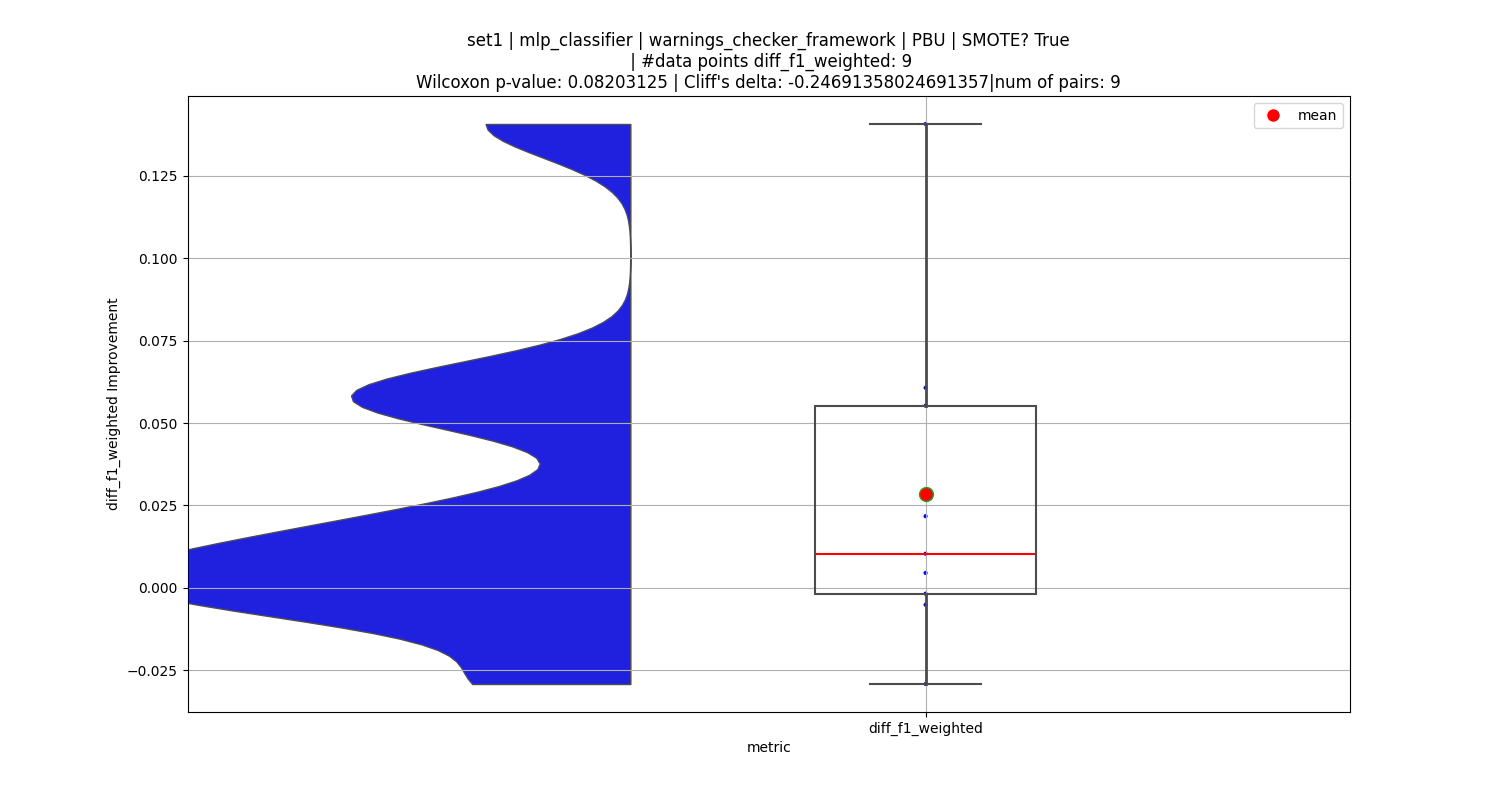 set1 | mlp_classifier | warnings_checker_framework | PBU | SMOTE? True
| #data points diff_f1_weighted: 9
Wilcoxon p-value: 0.08203125 | Cliff's delta: -0.24691358024691357|num of pairs: 9
mean
0.125
0.100
0.075
0.050
0.025
0.000
−0.025
diff_f1_weighted Improvement
diff_f1_weighted
metric